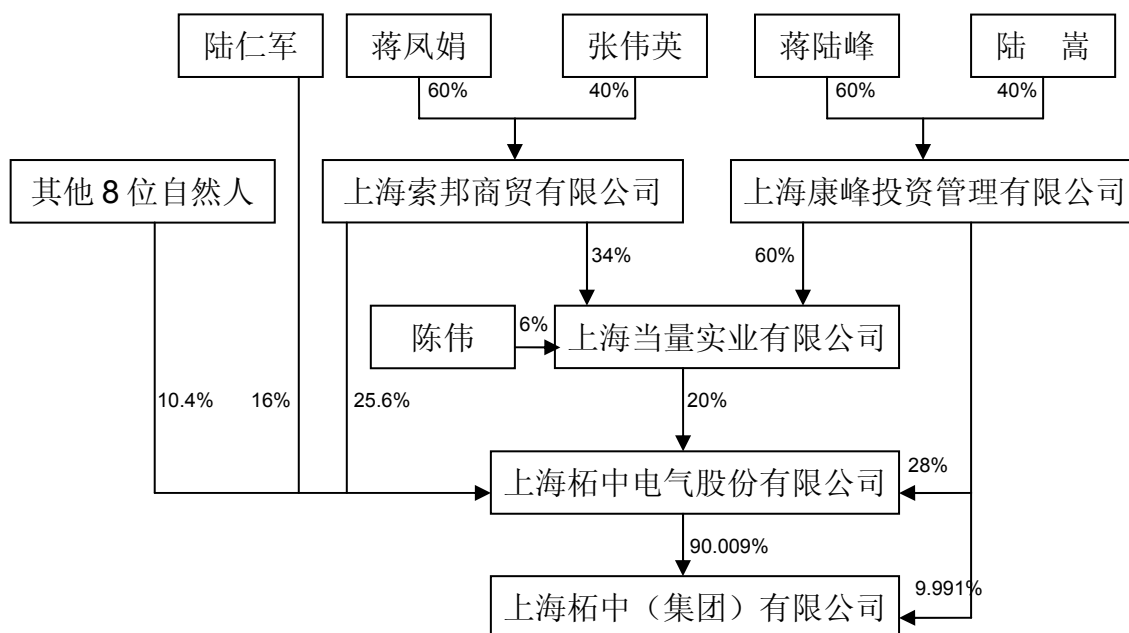 陆仁军
蒋凤娟
张伟英
蒋陆峰
陆 嵩
60%
40%
60%
40%
其他 8 位自然人
上海索邦商贸有限公司
上海康峰投资管理有限公司
34%
60%
陈伟
6%
上海当量实业有限公司
10.4%
16%
25.6%
20%
上海柘中电气股份有限公司
28%
90.009%
9.991%
上海柘中（集团）有限公司